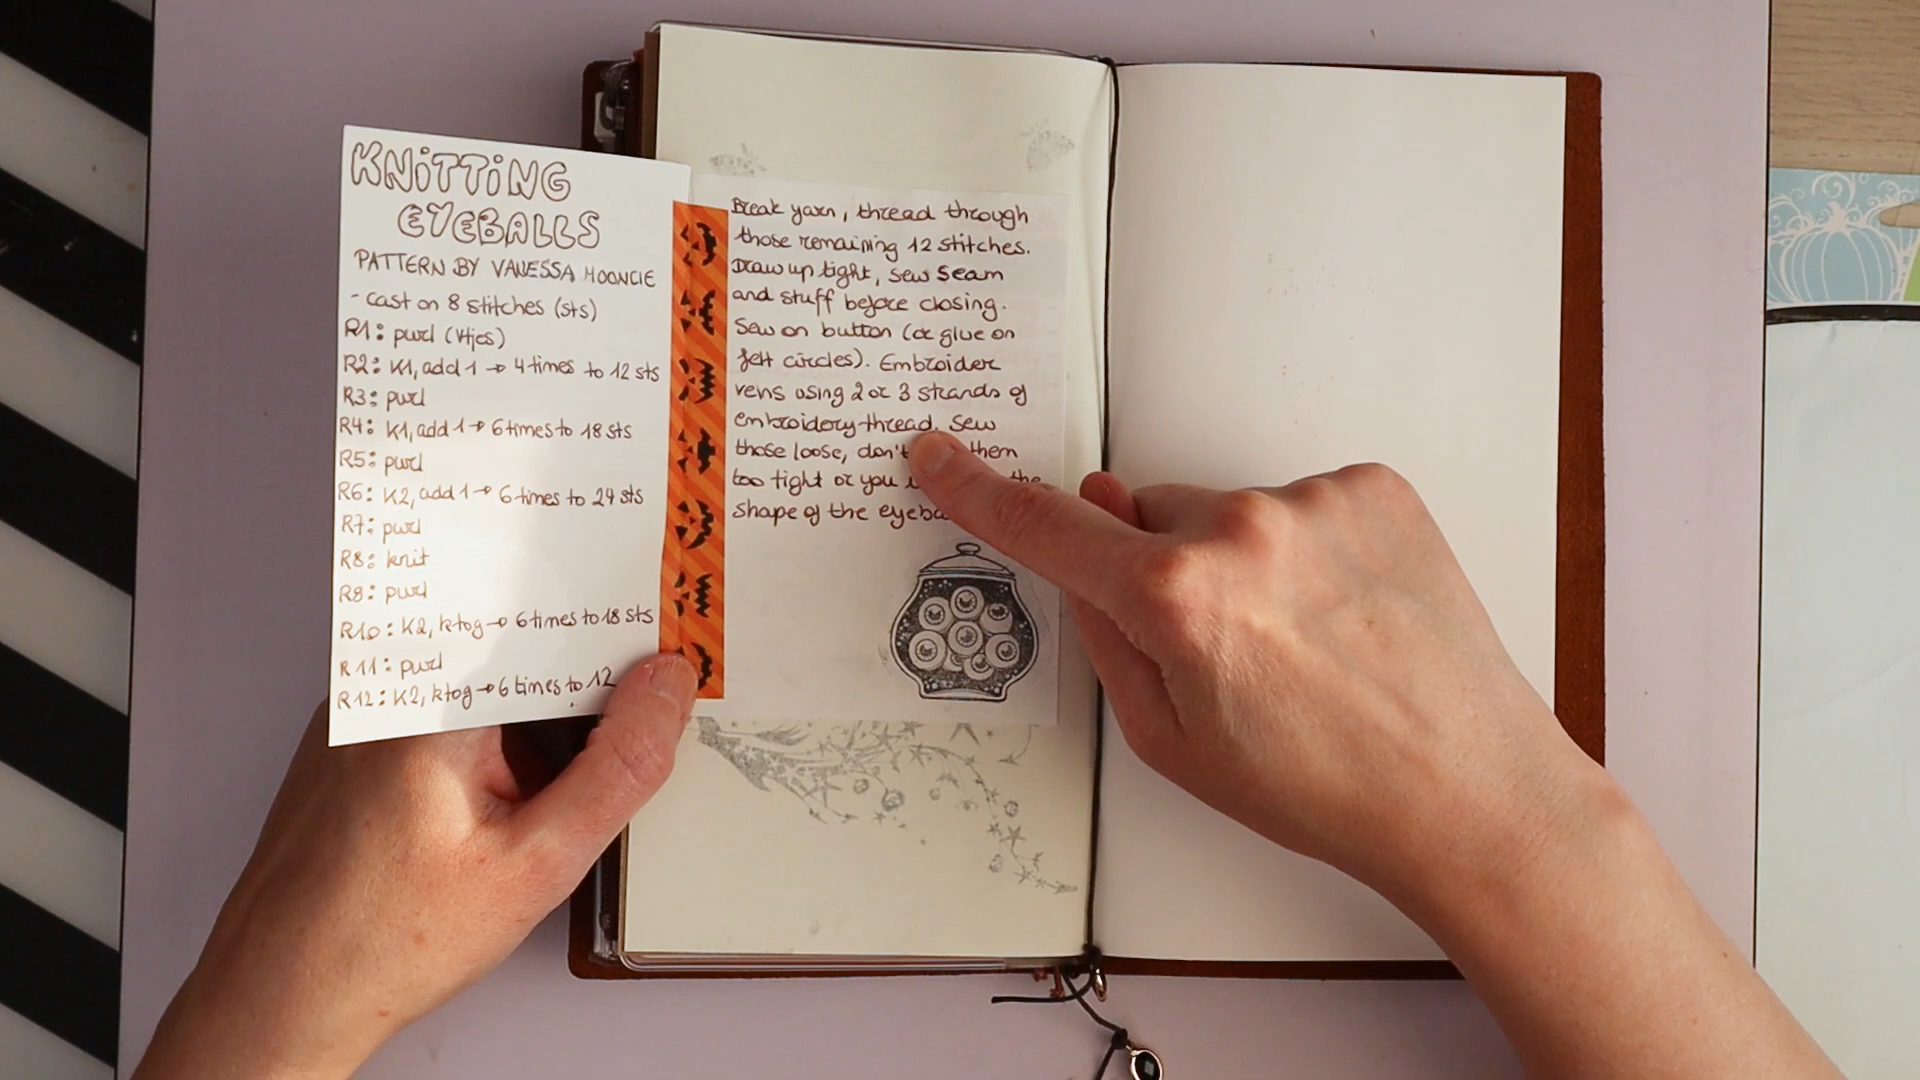 KNiTTiNG
EYEBALLS
PATTERN BY VANESSA MOONCIE
- cast on 8 stitches (sts)
R1: purl (Vtjes)
R2: K1, add 1 → 4 times to 12 sts
R3: purl
R4: K1, add 1 → 6 times to 18 sts
R5: purl
R6: K2, add 1 → 6 times to 24 sts
R7: purl
R8: knit
R8: purl
R10: K2, ktog → 6 times to 18 sts
R11: purl
R12: K2, ktog → 6 times to 12
Break yarn, thread through
those remaining 12 stitches.
Draw up tight, sew seam
and stuff before closing.
Sew on button (or glue on
felt circles). Embroider
veins using 2 or 3 strands of
embroidery thread. Sew
those loose, don't them
too tight or you the
shape of the